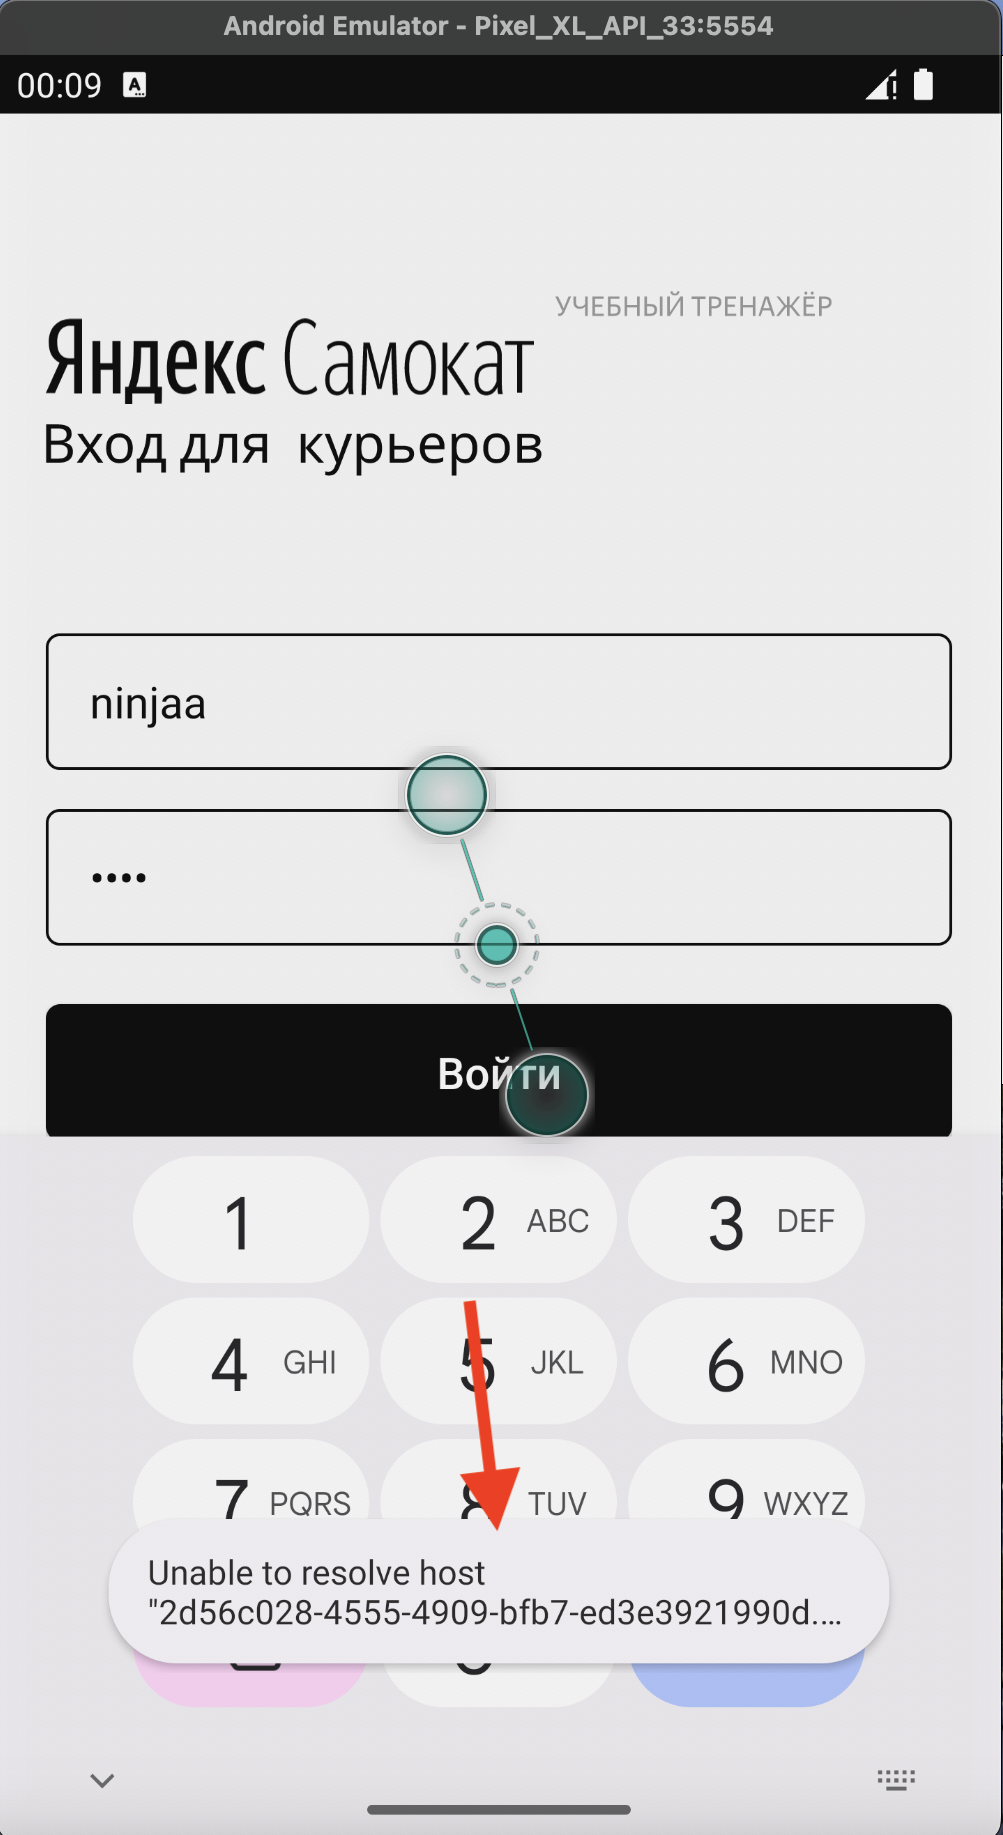 Android Emulator - Pixel_XL_API_33:5554
00:09 A
УЧЕБНЫЙ ТРЕНАЖЁР
Яндекс Самокат
Вход для курьеров
ninjaa
••••
Войти
1
2 ABC
3 DEF
4 GHI
5 JKL
6 MNO
7 PQRS
8 TUV
9 WXYZ
Unable to resolve host
"2d56c028-4555-4909-bfb7-ed3e3921990d....